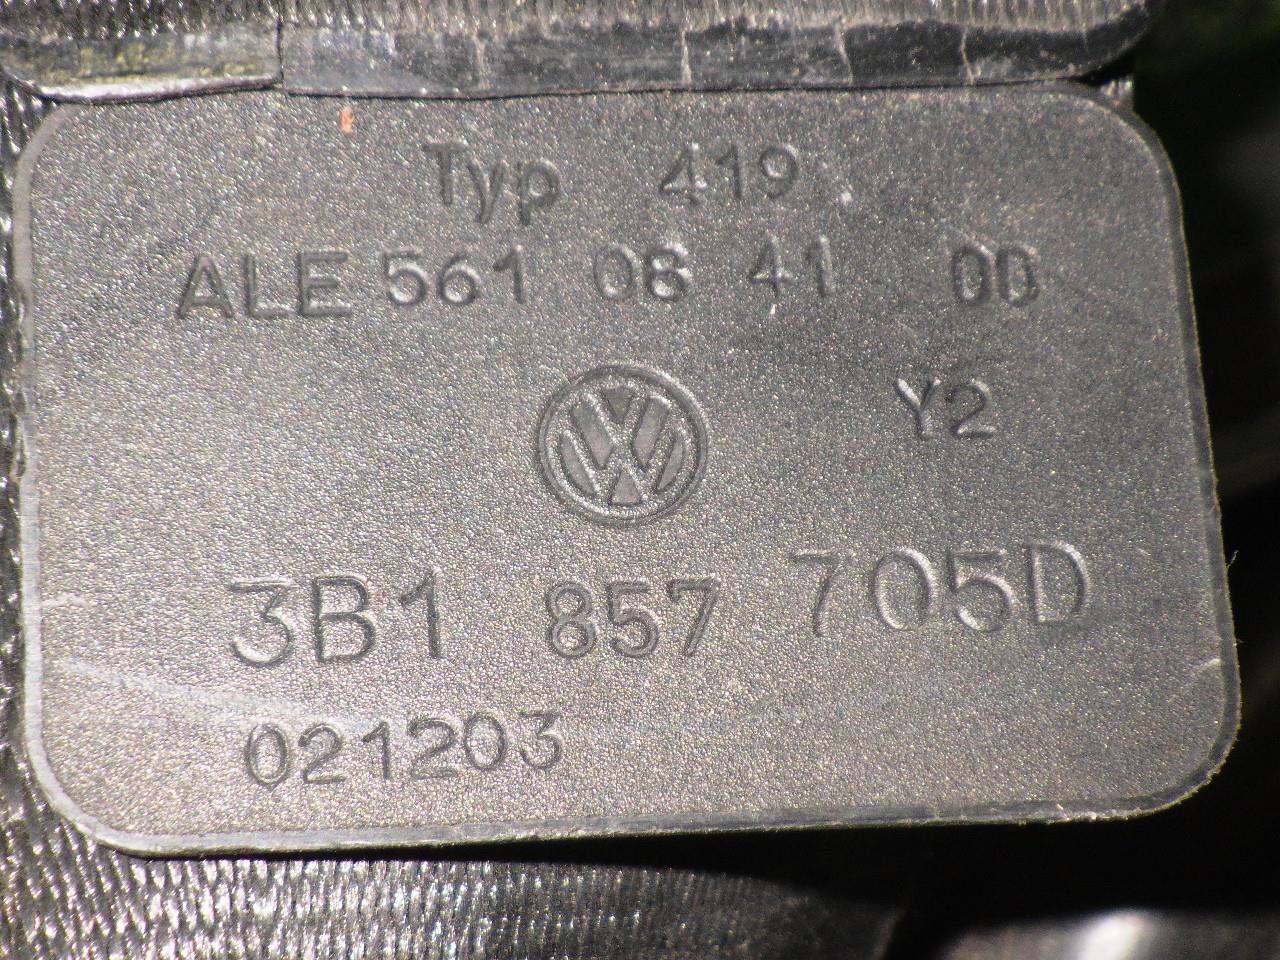 Typ 419
ALE 561 08 41 00
Y2
3B1 857 705D
021203